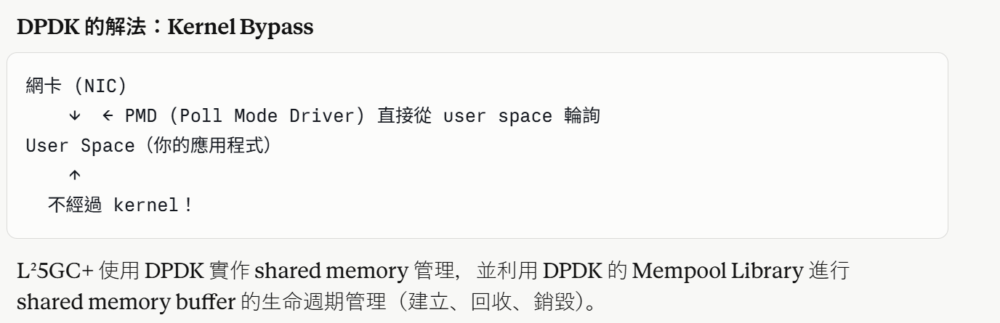 DPDK 的解法：Kernel Bypass
網卡 (NIC)
↓ ← PMD (Poll Mode Driver) 直接從 user space 輪詢
User Space（你的應用程式）
↑
不經過 kernel！
L²5GC+ 使用 DPDK 實作 shared memory 管理，並利用 DPDK 的 Mempool Library 進行
shared memory buffer 的生命週期管理（建立、回收、銷毀）。